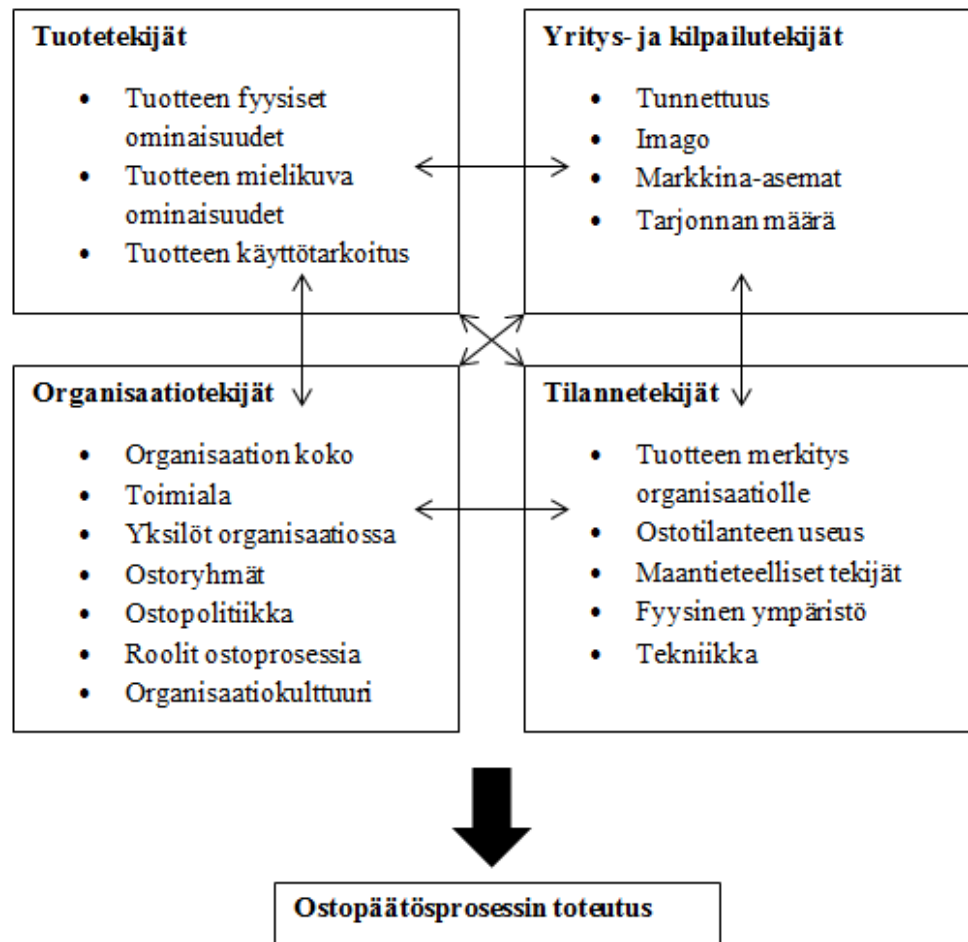 Tuotetekijät
• Tuotteen fyysiset
ominaisuudet
• Tuotteen mielikuva
ominaisuudet
• Tuotteen käyttötarkoitus
Yritys- ja kilpailutekijät
• Tunnettuus
• Imago
• Markkina-asemat
• Tarjonnan määrä
Organisaatiotekijät
• Organisaation koko
• Toimiala
• Yksilöt organisaatiossa
• Ostoryhmät
• Ostopolitiikka
• Roolit ostoprosessia
• Organisaatiokulttuuri
Tilannetekijät
• Tuotteen merkitys
organisaatiolle
• Ostotilanteen useus
• Maantieteelliset tekijät
• Fyysinen ympäristö
• Tekniikka
Ostopäätösprosessin toteutus